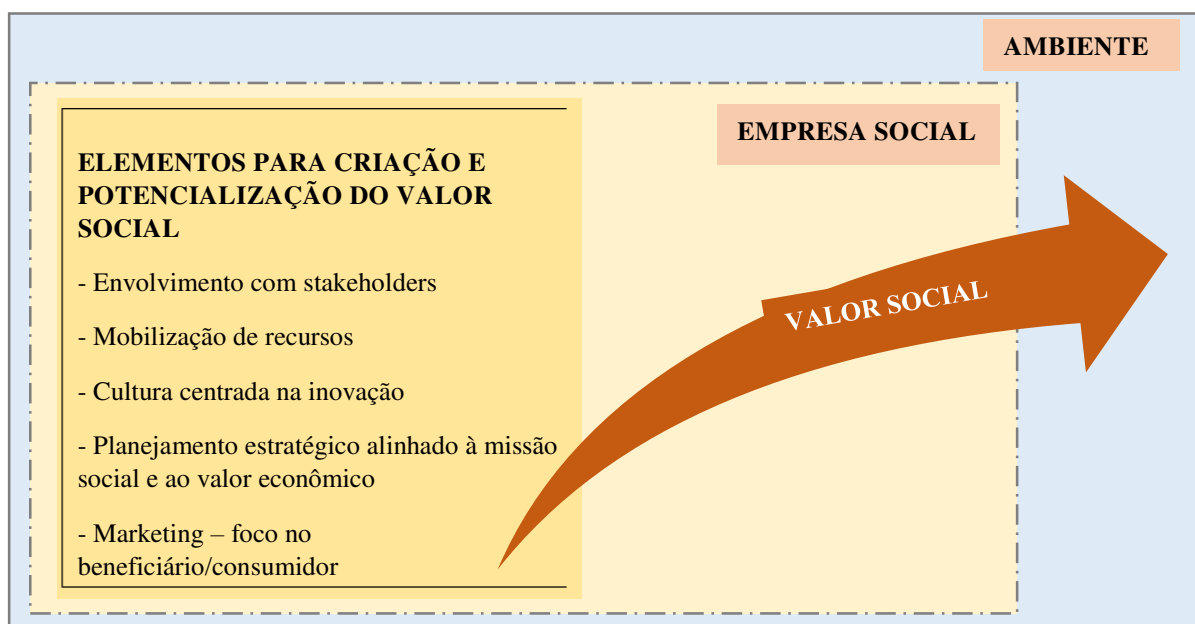 AMBIENTE
EMPRESA SOCIAL
ELEMENTOS PARA CRIAÇÃO E
POTENCIALIZAÇÃO DO VALOR
SOCIAL
- Envolvimento com stakeholders
- Mobilização de recursos
- Cultura centrada na inovação
- Planejamento estratégico alinhado à missão
social e ao valor econômico
- Marketing – foco no
beneficiário/consumidor
VALOR SOCIAL